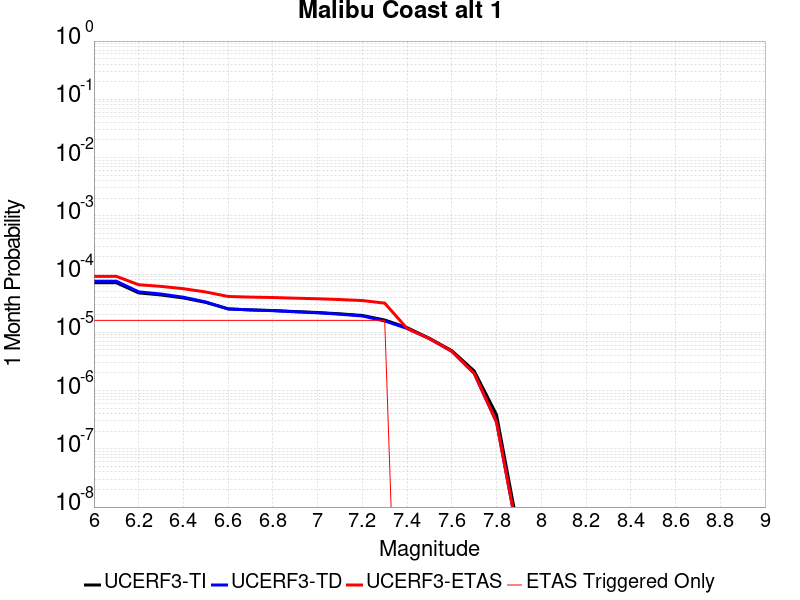 Malibu Coast alt 1
10^0
10^-1
10^-2
10^-3
10^-4
10^-5
10^-6
10^-7
10^-8
1 Month Probability
6 6.2 6.4 6.6 6.8 7 7.2 7.4 7.6 7.8 8 8.2 8.4 8.6 8.8 9
Magnitude
UCERF3-TI UCERF3-TD UCERF3-ETAS ETAS Triggered Only